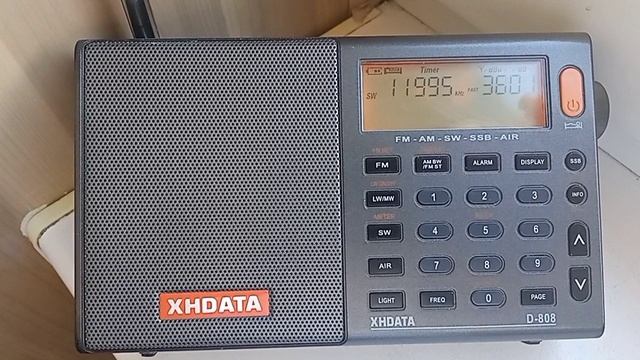 Timer
SW 11995 KHz FAST 3601
FM-AM-SW-SSB-AIR
FM
AM BW
/FM ST
ALARM
DISPLAY
SSB
LW/MW
1
2
3
INFO
SW
4
5
6
AIR
7
8
9
LIGHT
FREQ
0
PAGE
XHDATA
XHDATA
D-808